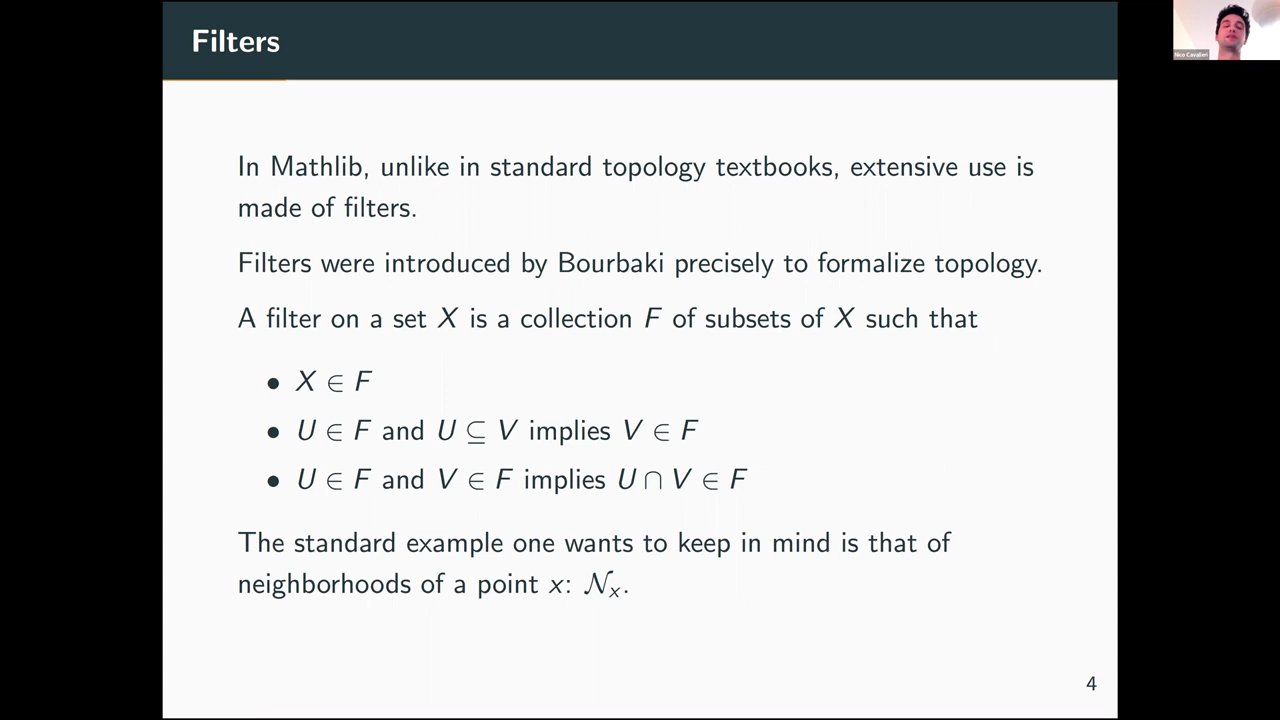 Filters
In Mathlib, unlike in standard topology textbooks, extensive use is
made of filters.
Filters were introduced by Bourbaki precisely to formalize topology.
A filter on a set X is a collection F of subsets of X such that
• X ∈ F
• U ∈ F and U ⊆ V implies V ∈ F
• U ∈ F and V ∈ F implies U ∩ V ∈ F
The standard example one wants to keep in mind is that of
neighborhoods of a point x: 𝒩ₓ.
4
Nico Cavalleri